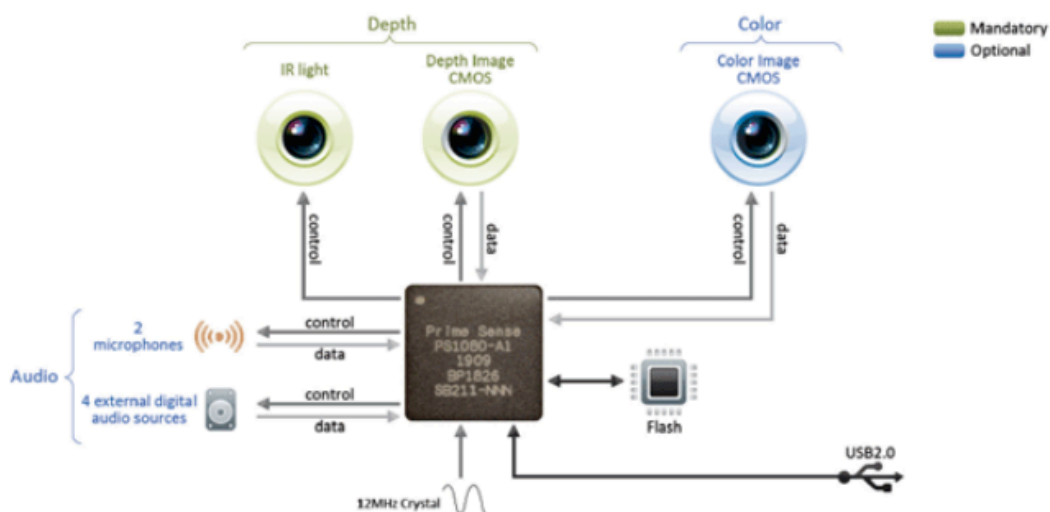 Depth
Color
Mandatory
Optional
IR light
Depth Image
CMOS
Color Image
CMOS
control
control
data
control
data
Prime Sense
PS1080-A1
1909
BP1826
SB211-NNN
2
microphones
control
data
Audio
4 external digital
audio sources
control
data
Flash
USB2.0
12MHz Crystal